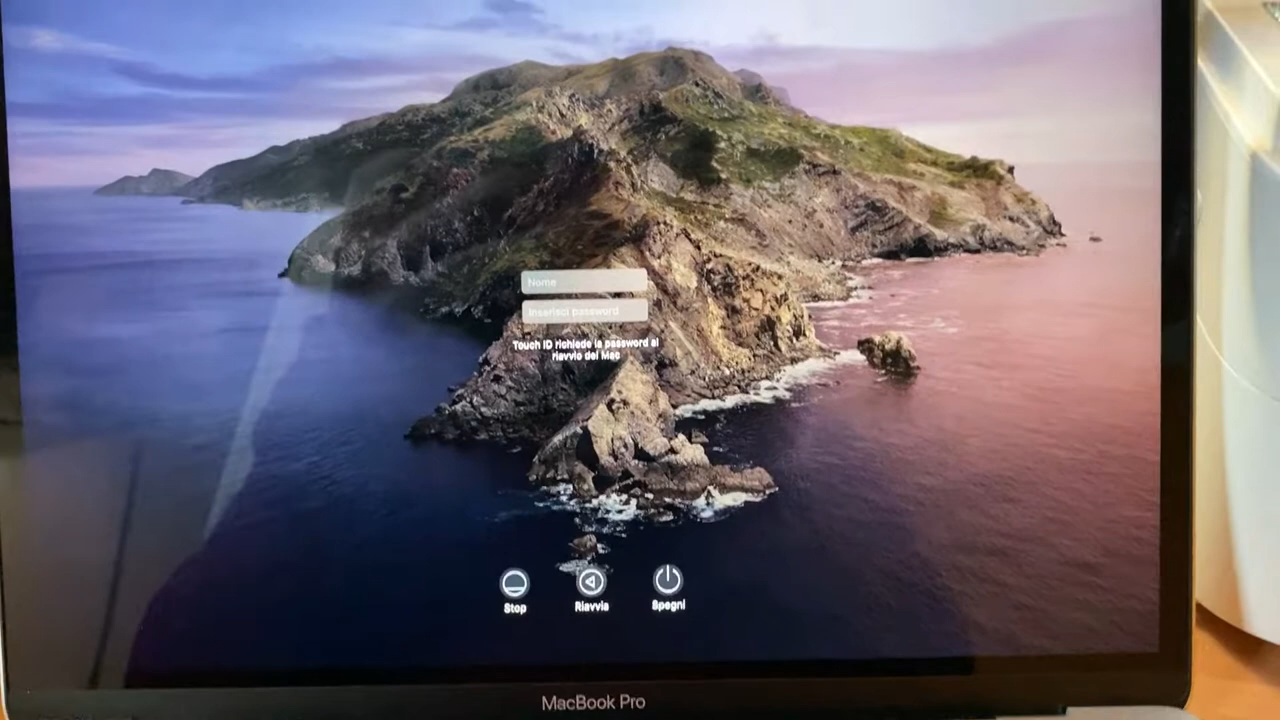 Nome
Inserisci password
Touch ID richiede la password al
riavvio del Mac
Stop
Riavvia
Spegni
MacBook Pro